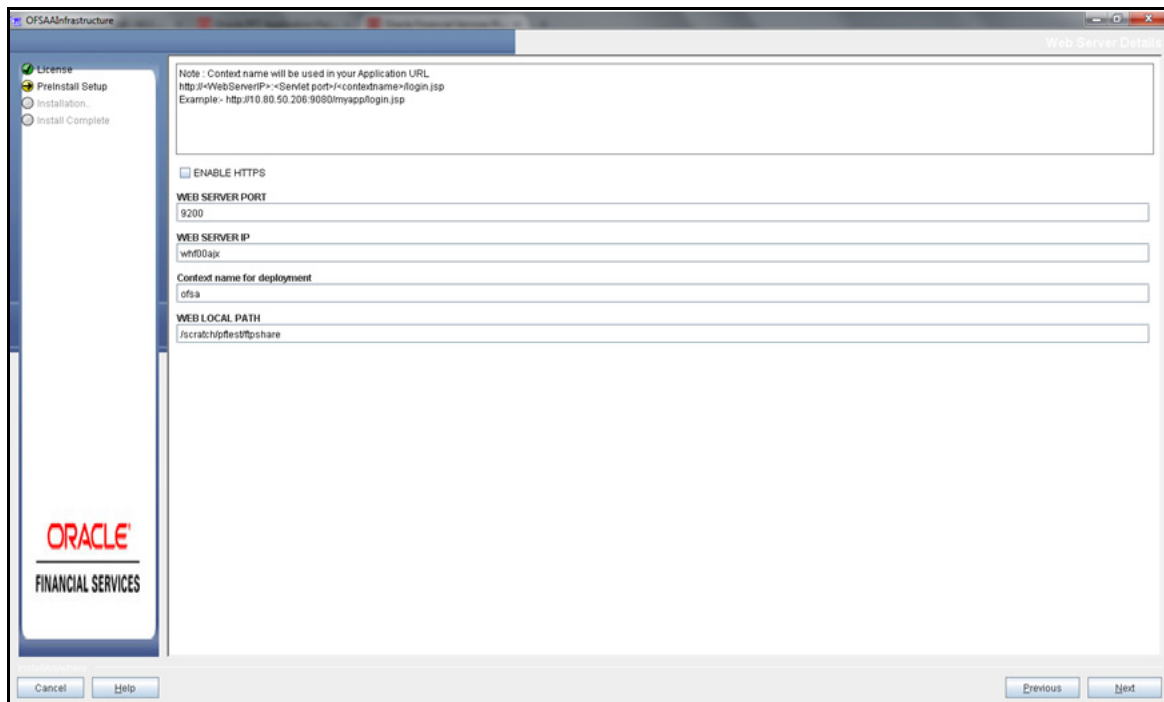 OFSAAInfrastructure
Web Server Details
License
PreInstall Setup
Installation..
Install Complete
Note : Context name will be used in your Application URL
http://<WebServerIP>:<Servlet port>/<contextname>/login.jsp
Example:- http://10.80.50.206:9080/myapp/login.jsp
ENABLE HTTPS
WEB SERVER PORT
9200
WEB SERVER IP
whf00ajx
Context name for deployment
ofsa
WEB LOCAL PATH
/scratch/pftest/ftpshare
ORACLE
FINANCIAL SERVICES
InstallAnywhere
Cancel
Help
Previous
Next